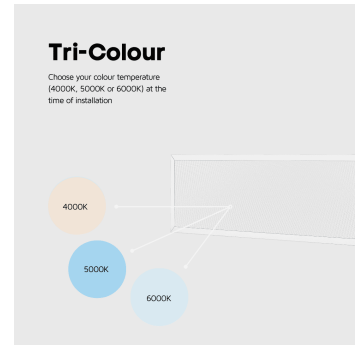 Tri-Colour
Choose your colour temperature
(4000K, 5000K or 6000K) at the
time of installation
4000K
5000K
6000K